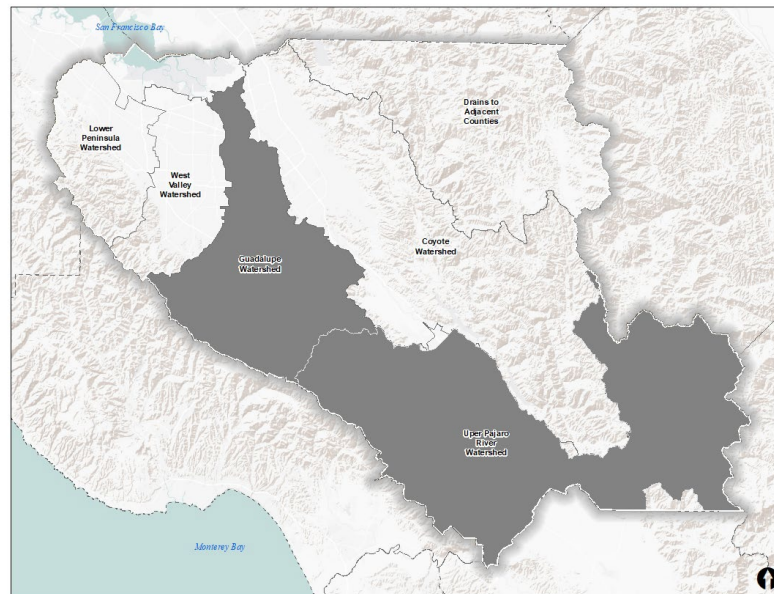 San Francisco Bay
Lower
Peninsula
Watershed
West
Valley
Watershed
Drains to
Adjacent
Counties
Coyote
Watershed
Guadalupe
Watershed
Uper Pajaro
River
Watershed
Monterey Bay